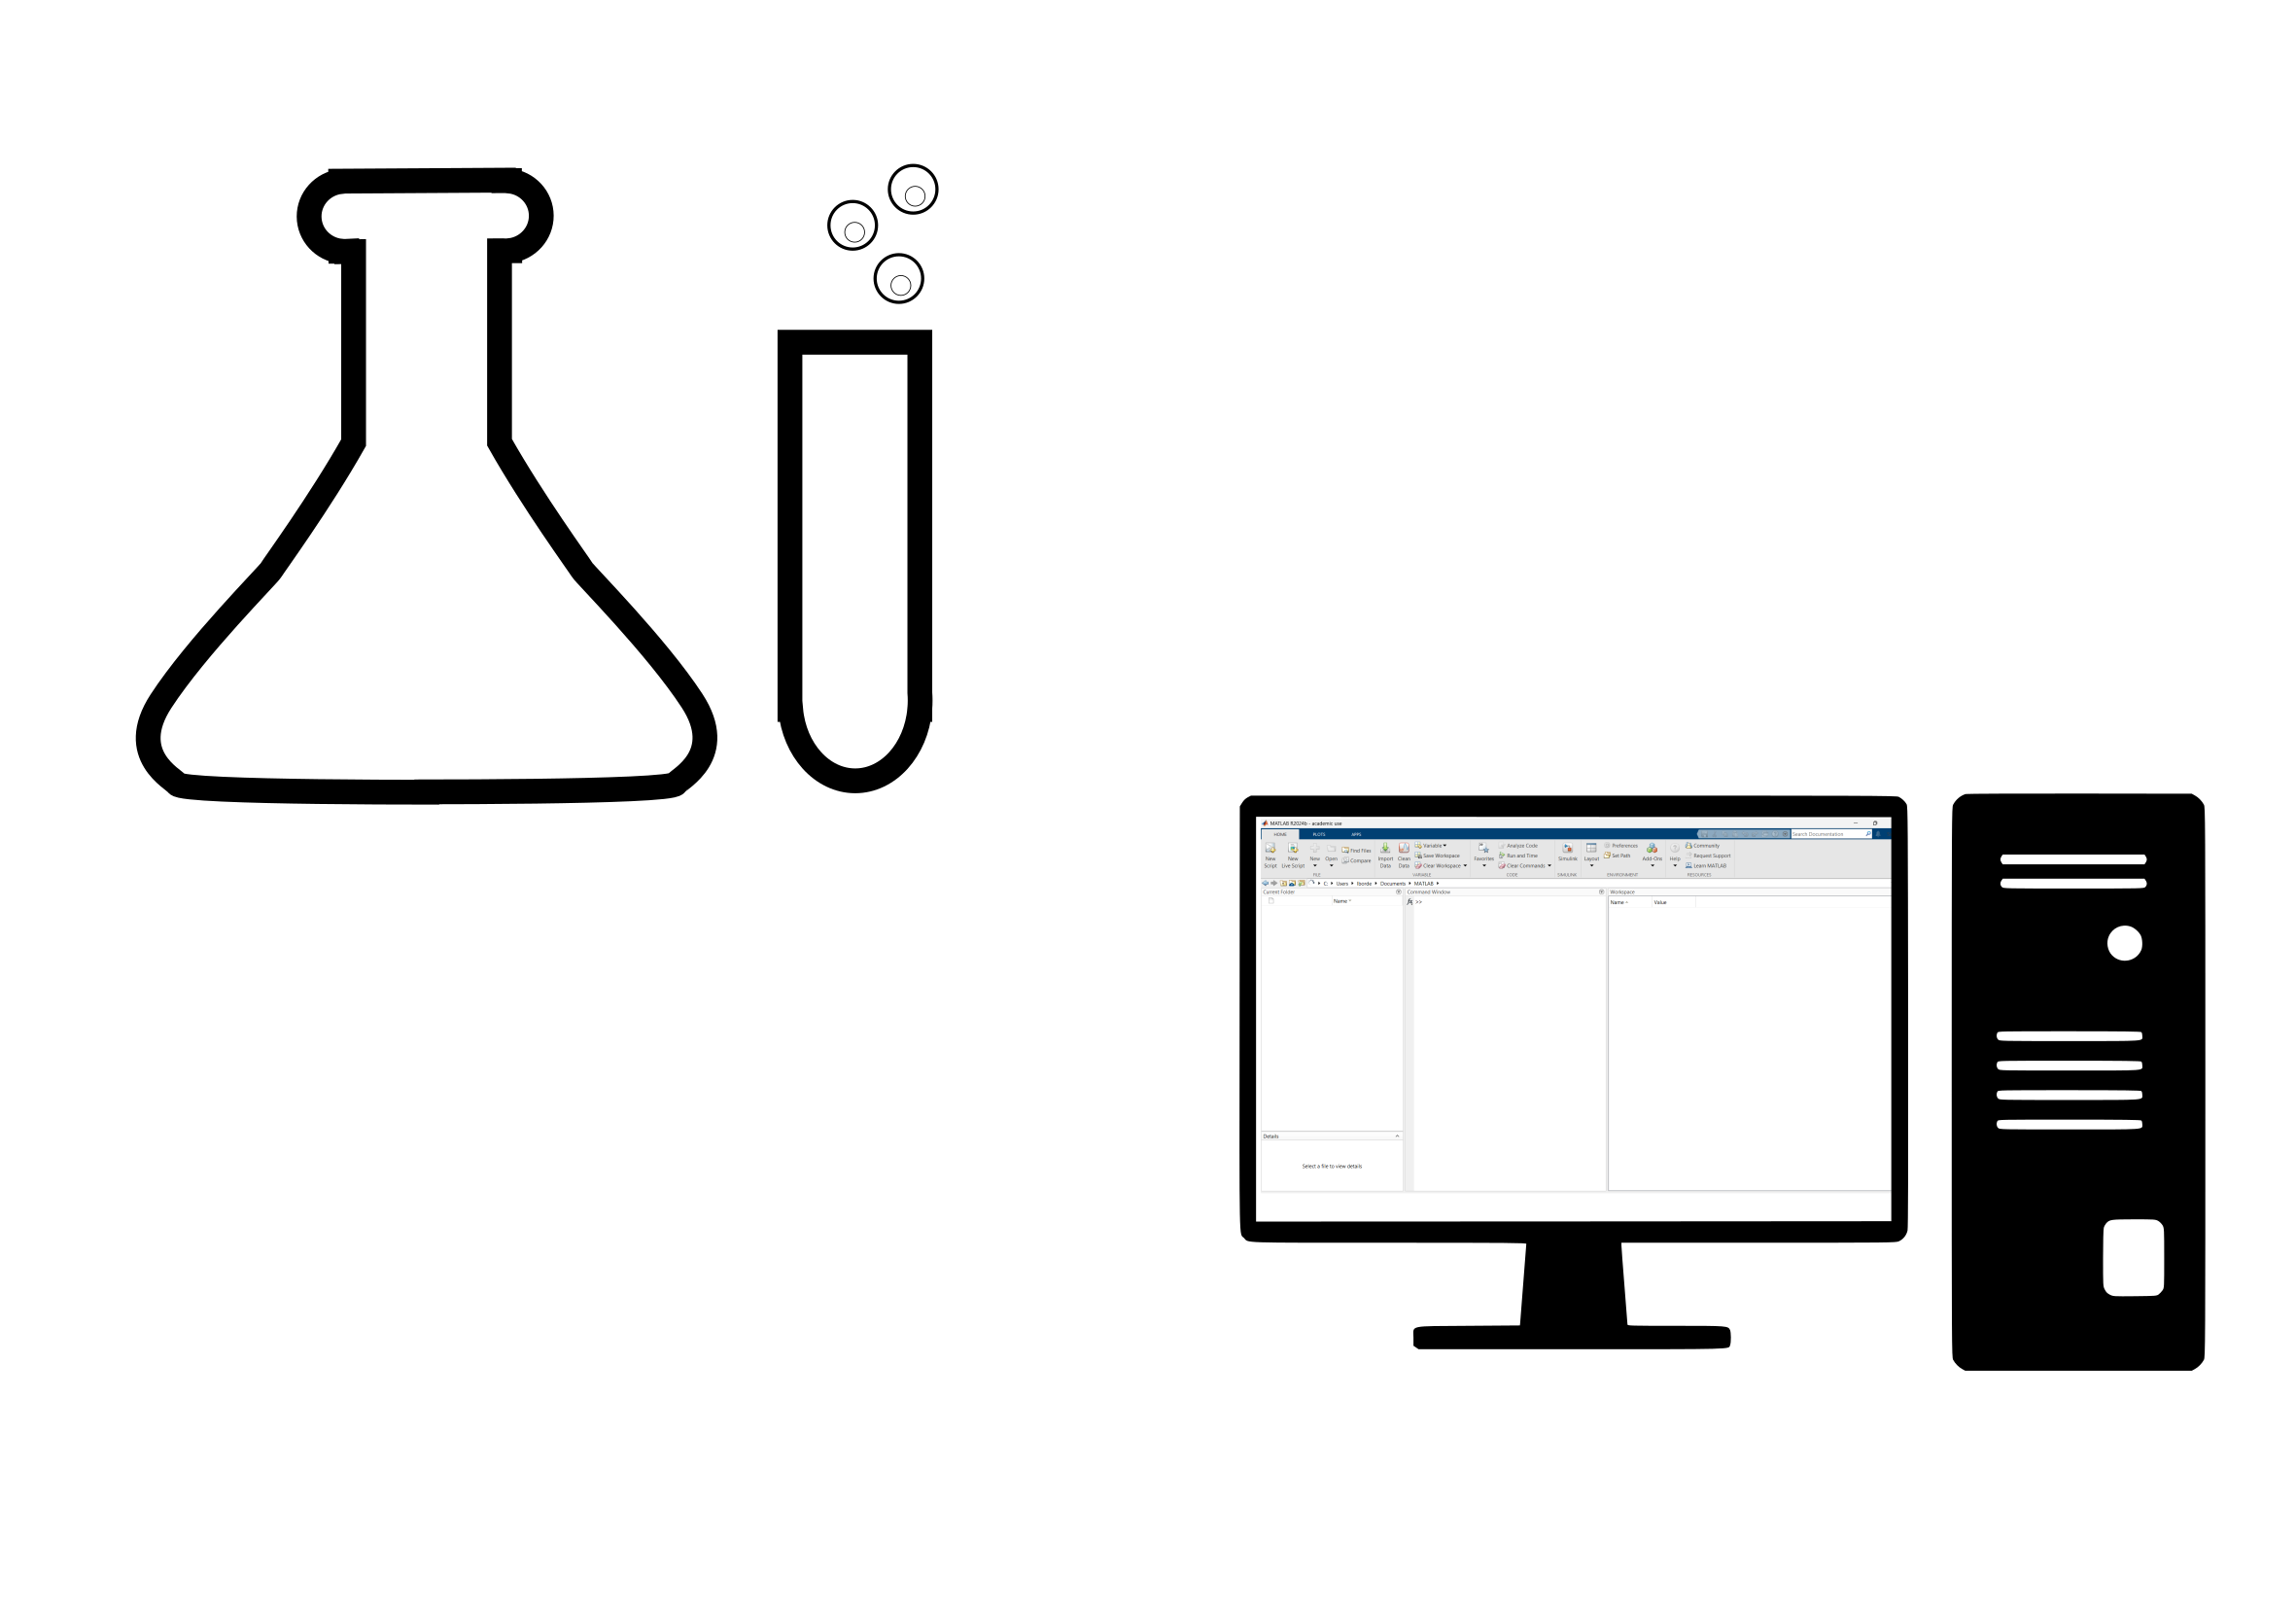 MATLAB R2024b - academic use
HOME PLOTS APPS
Search Documentation
New Script
New Live Script
New
Open
Find Files
Compare
FILE
Import Data
Clean Data
Variable
Save Workspace
Clear Workspace
VARIABLE
Favorites
Analyze Code
Run and Time
Clear Commands
CODE
Simulink
SIMULINK
Layout
Preferences
Set Path
Add-Ons
ENVIRONMENT
Help
Community
Request Support
Learn MATLAB
RESOURCES
C: Users lborde Documents MATLAB
Current Folder
Name
Command Window
fx >>
Workspace
Name Value
Details
Select a file to view details